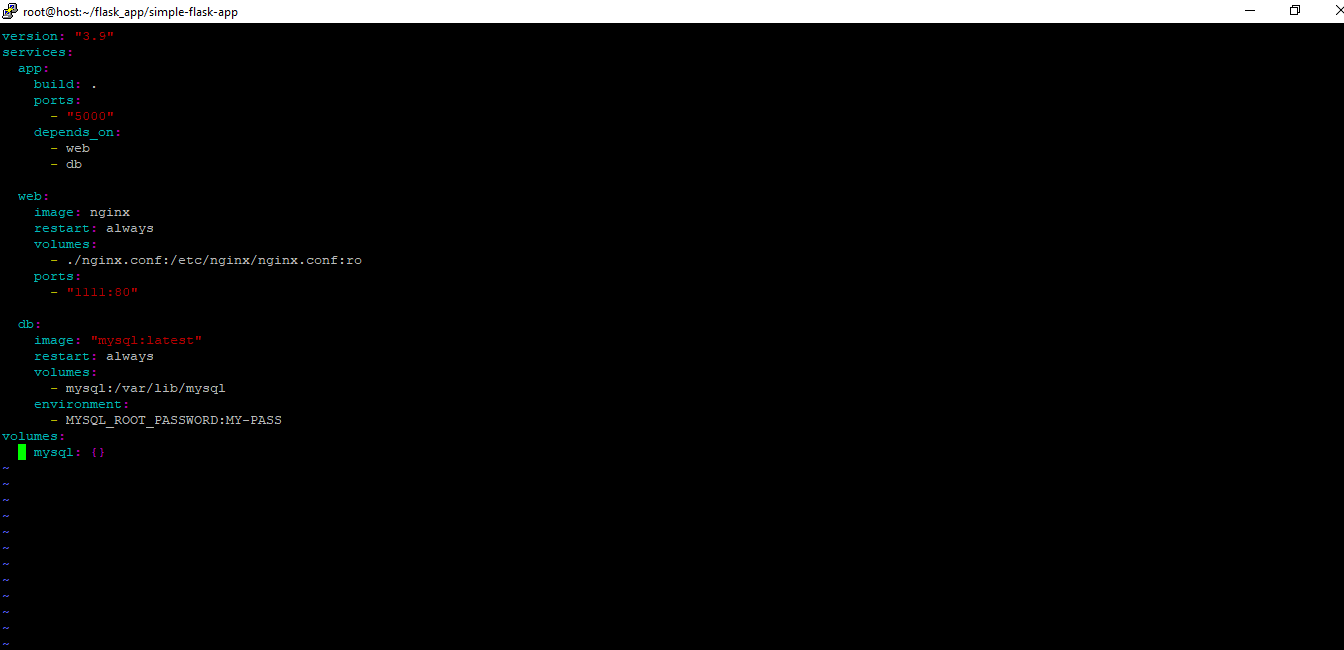 root@host:~/flask_app/simple-flask-app
version: "3.9"
services:
  app:
    build: .
    ports:
      - "5000"
    depends_on:
      - web
      - db

  web:
    image: nginx
    restart: always
    volumes:
      - ./nginx.conf:/etc/nginx/nginx.conf:ro
    ports:
      - "1111:80"

  db:
    image: "mysql:latest"
    restart: always
    volumes:
      - mysql:/var/lib/mysql
    environment:
      - MYSQL_ROOT_PASSWORD:MY-PASS
volumes:
    mysql: {}
~
~
~
~
~
~
~
~
~
~
~
~